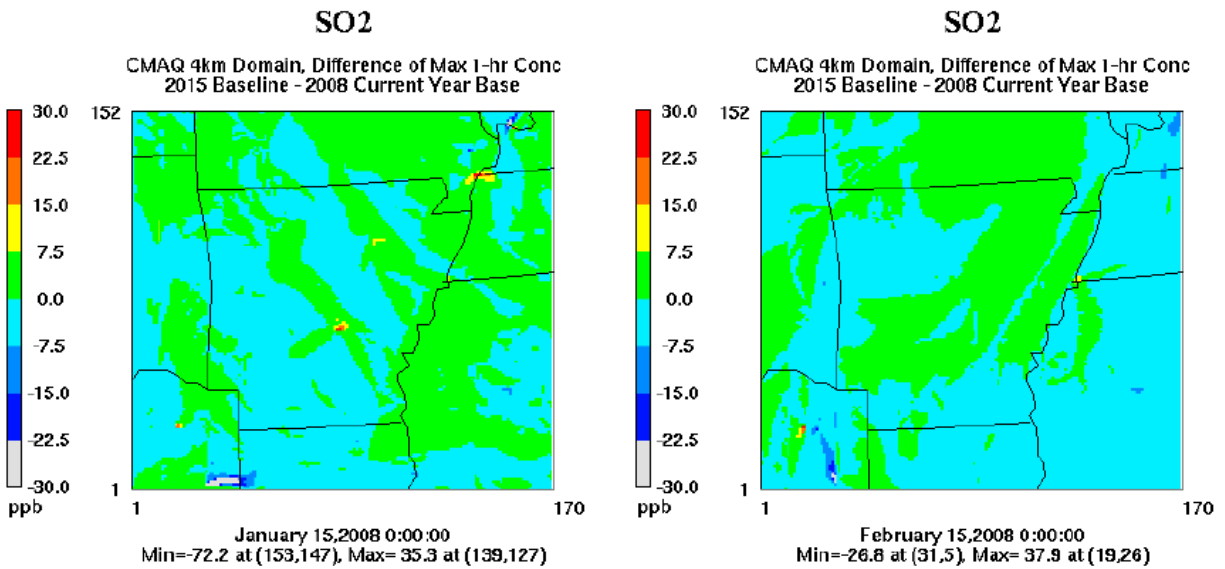 SO2
CMAQ 4km Domain, Difference of Max 1-hr Conc
2015 Baseline - 2008 Current Year Base
30.0
22.5
15.0
7.5
0.0
-7.5
-15.0
-22.5
-30.0
ppb
152
1
1
170
January 15,2008 0:00:00
Min=-72.2 at (153,147), Max= 35.3 at (139,127)
SO2
CMAQ 4km Domain, Difference of Max 1-hr Conc
2015 Baseline - 2008 Current Year Base
30.0
22.5
15.0
7.5
0.0
-7.5
-15.0
-22.5
-30.0
ppb
152
1
1
170
February 15,2008 0:00:00
Min=-26.8 at (31,5), Max= 37.9 at (19,26)